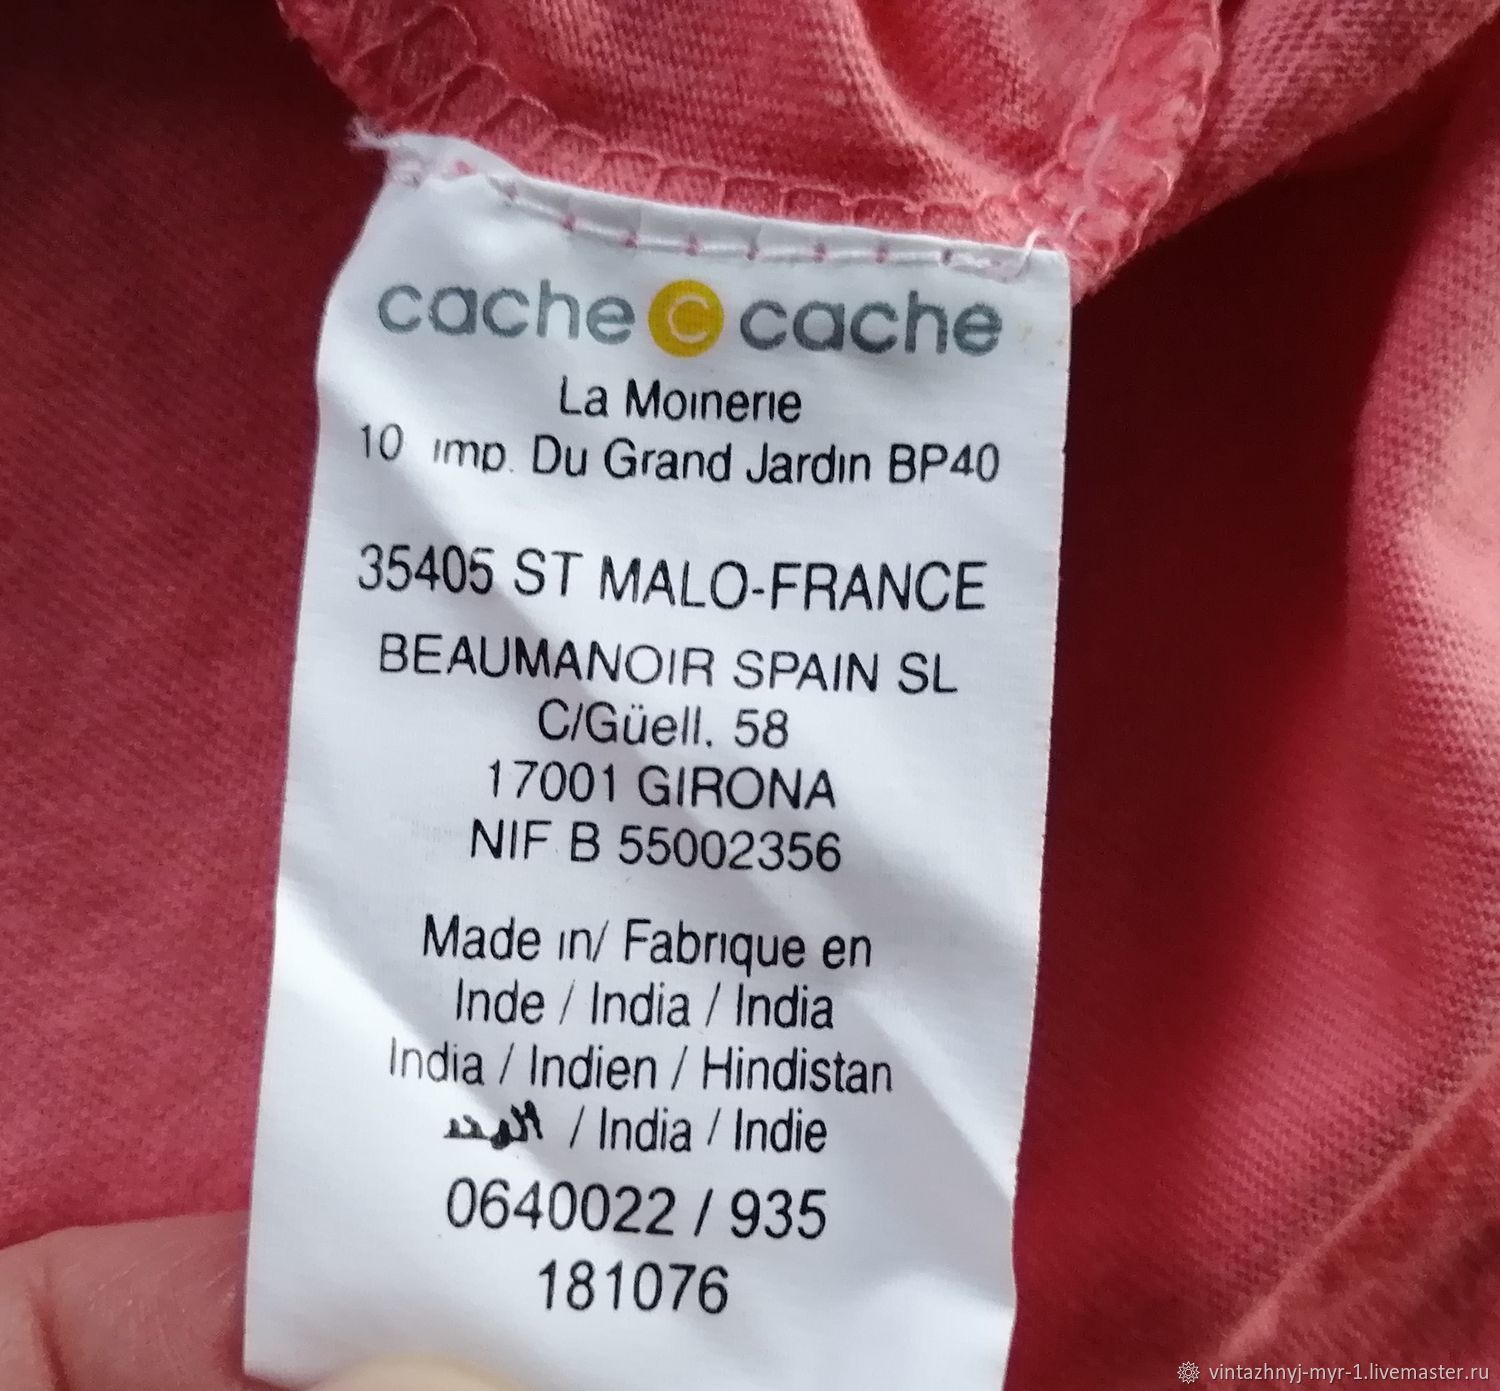 cache C cache
La Moinerie
10 imp. Du Grand Jardin BP40
35405 ST MALO-FRANCE
BEAUMANOIR SPAIN SL
C/Güell. 58
17001 GIRONA
NIF B 55002356
Made in/ Fabrique en
Inde / India / India
India / Indien / Hindistan
الهند / India / Indie
0640022 / 935
181076
vintazhnyj-myr-1.livemaster.ru